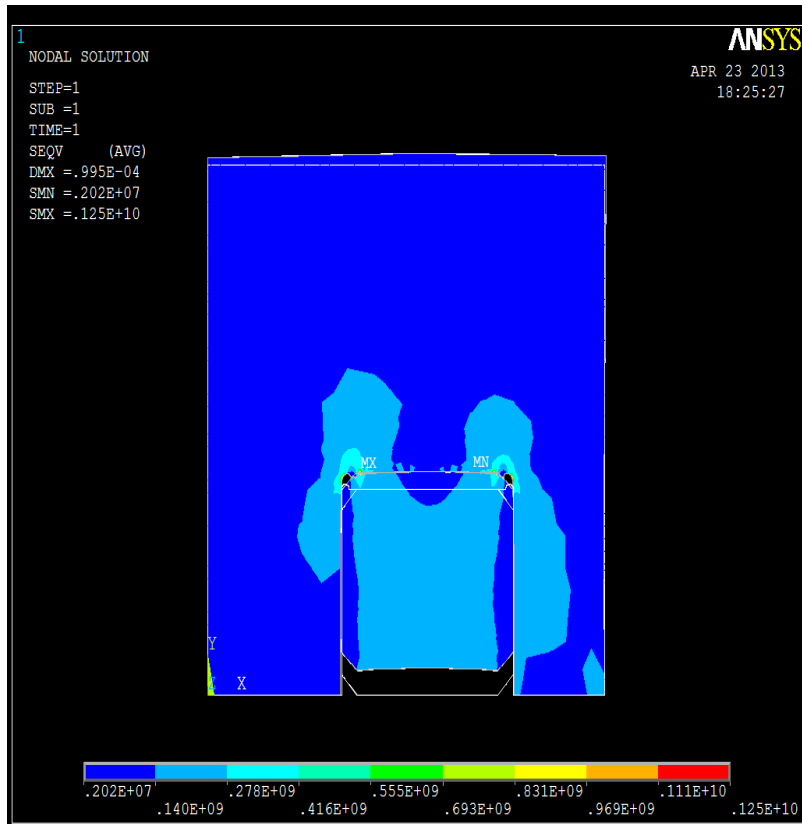 1
ANSYS
NODAL SOLUTION
APR 23 2013
18:25:27
STEP=1
SUB =1
TIME=1
SEQV (AVG)
DMX =.995E-04
SMN =.202E+07
SMX =.125E+10
MX
MN
Y
X
.202E+07
.140E+09
.278E+09
.416E+09
.555E+09
.693E+09
.831E+09
.969E+09
.111E+10
.125E+10